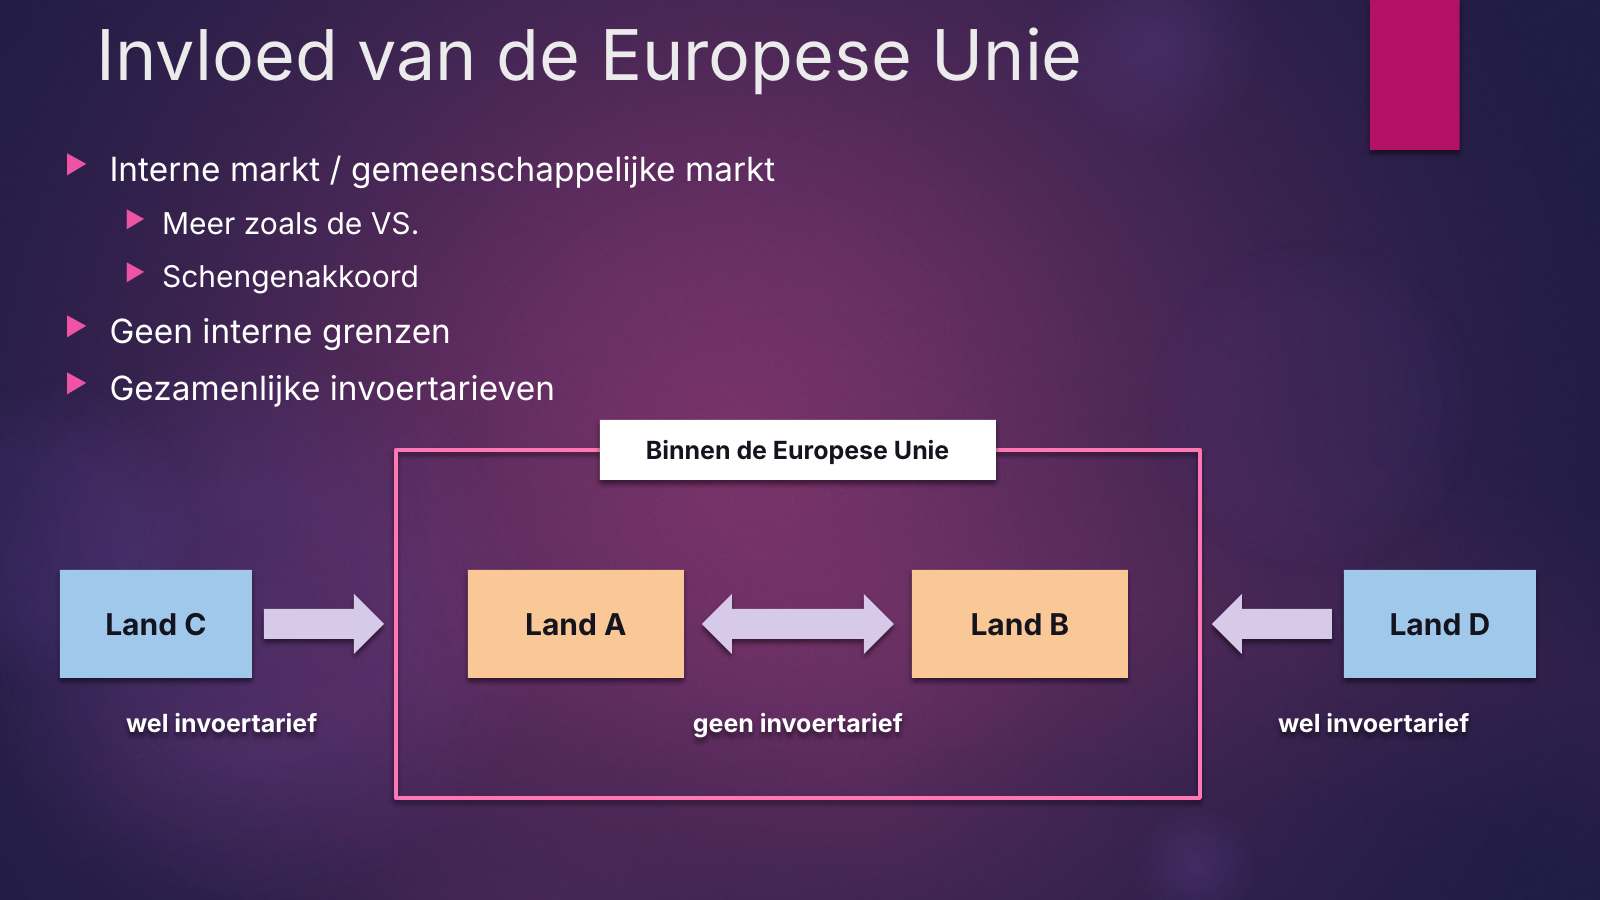 Invloed van de Europese Unie
Interne markt / gemeenschappelijke markt
Meer zoals de VS.
Schengenakkoord
Geen interne grenzen
Gezamenlijke invoertarieven
Binnen de Europese Unie
Land C
Land A
Land B
Land D
wel invoertarief
geen invoertarief
wel invoertarief